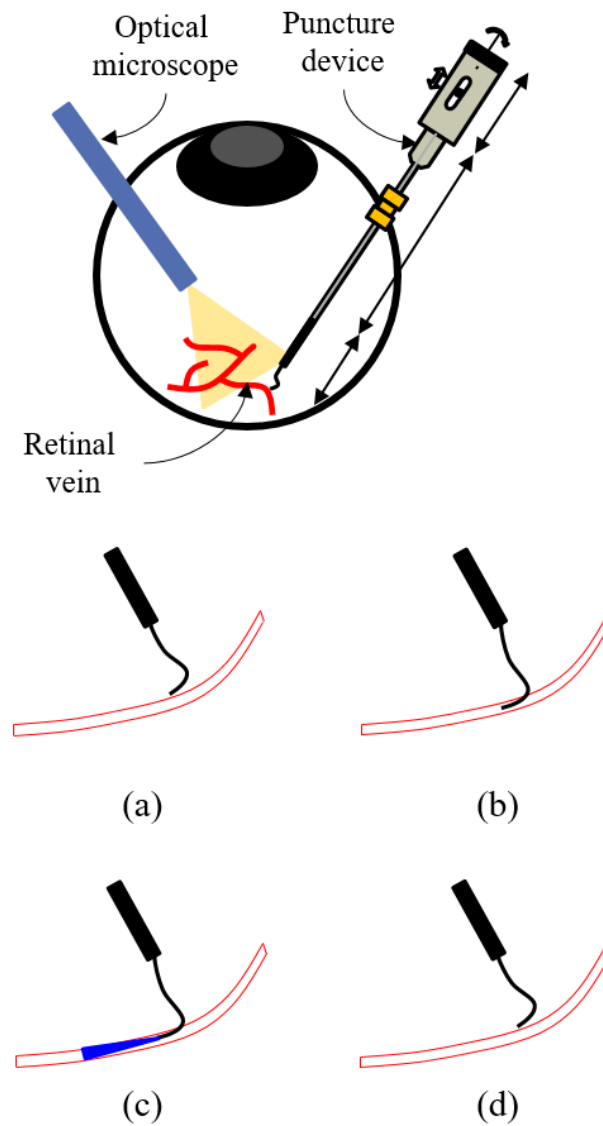 Optical
microscope
Puncture
device
Retinal
vein
(a)
(b)
(c)
(d)